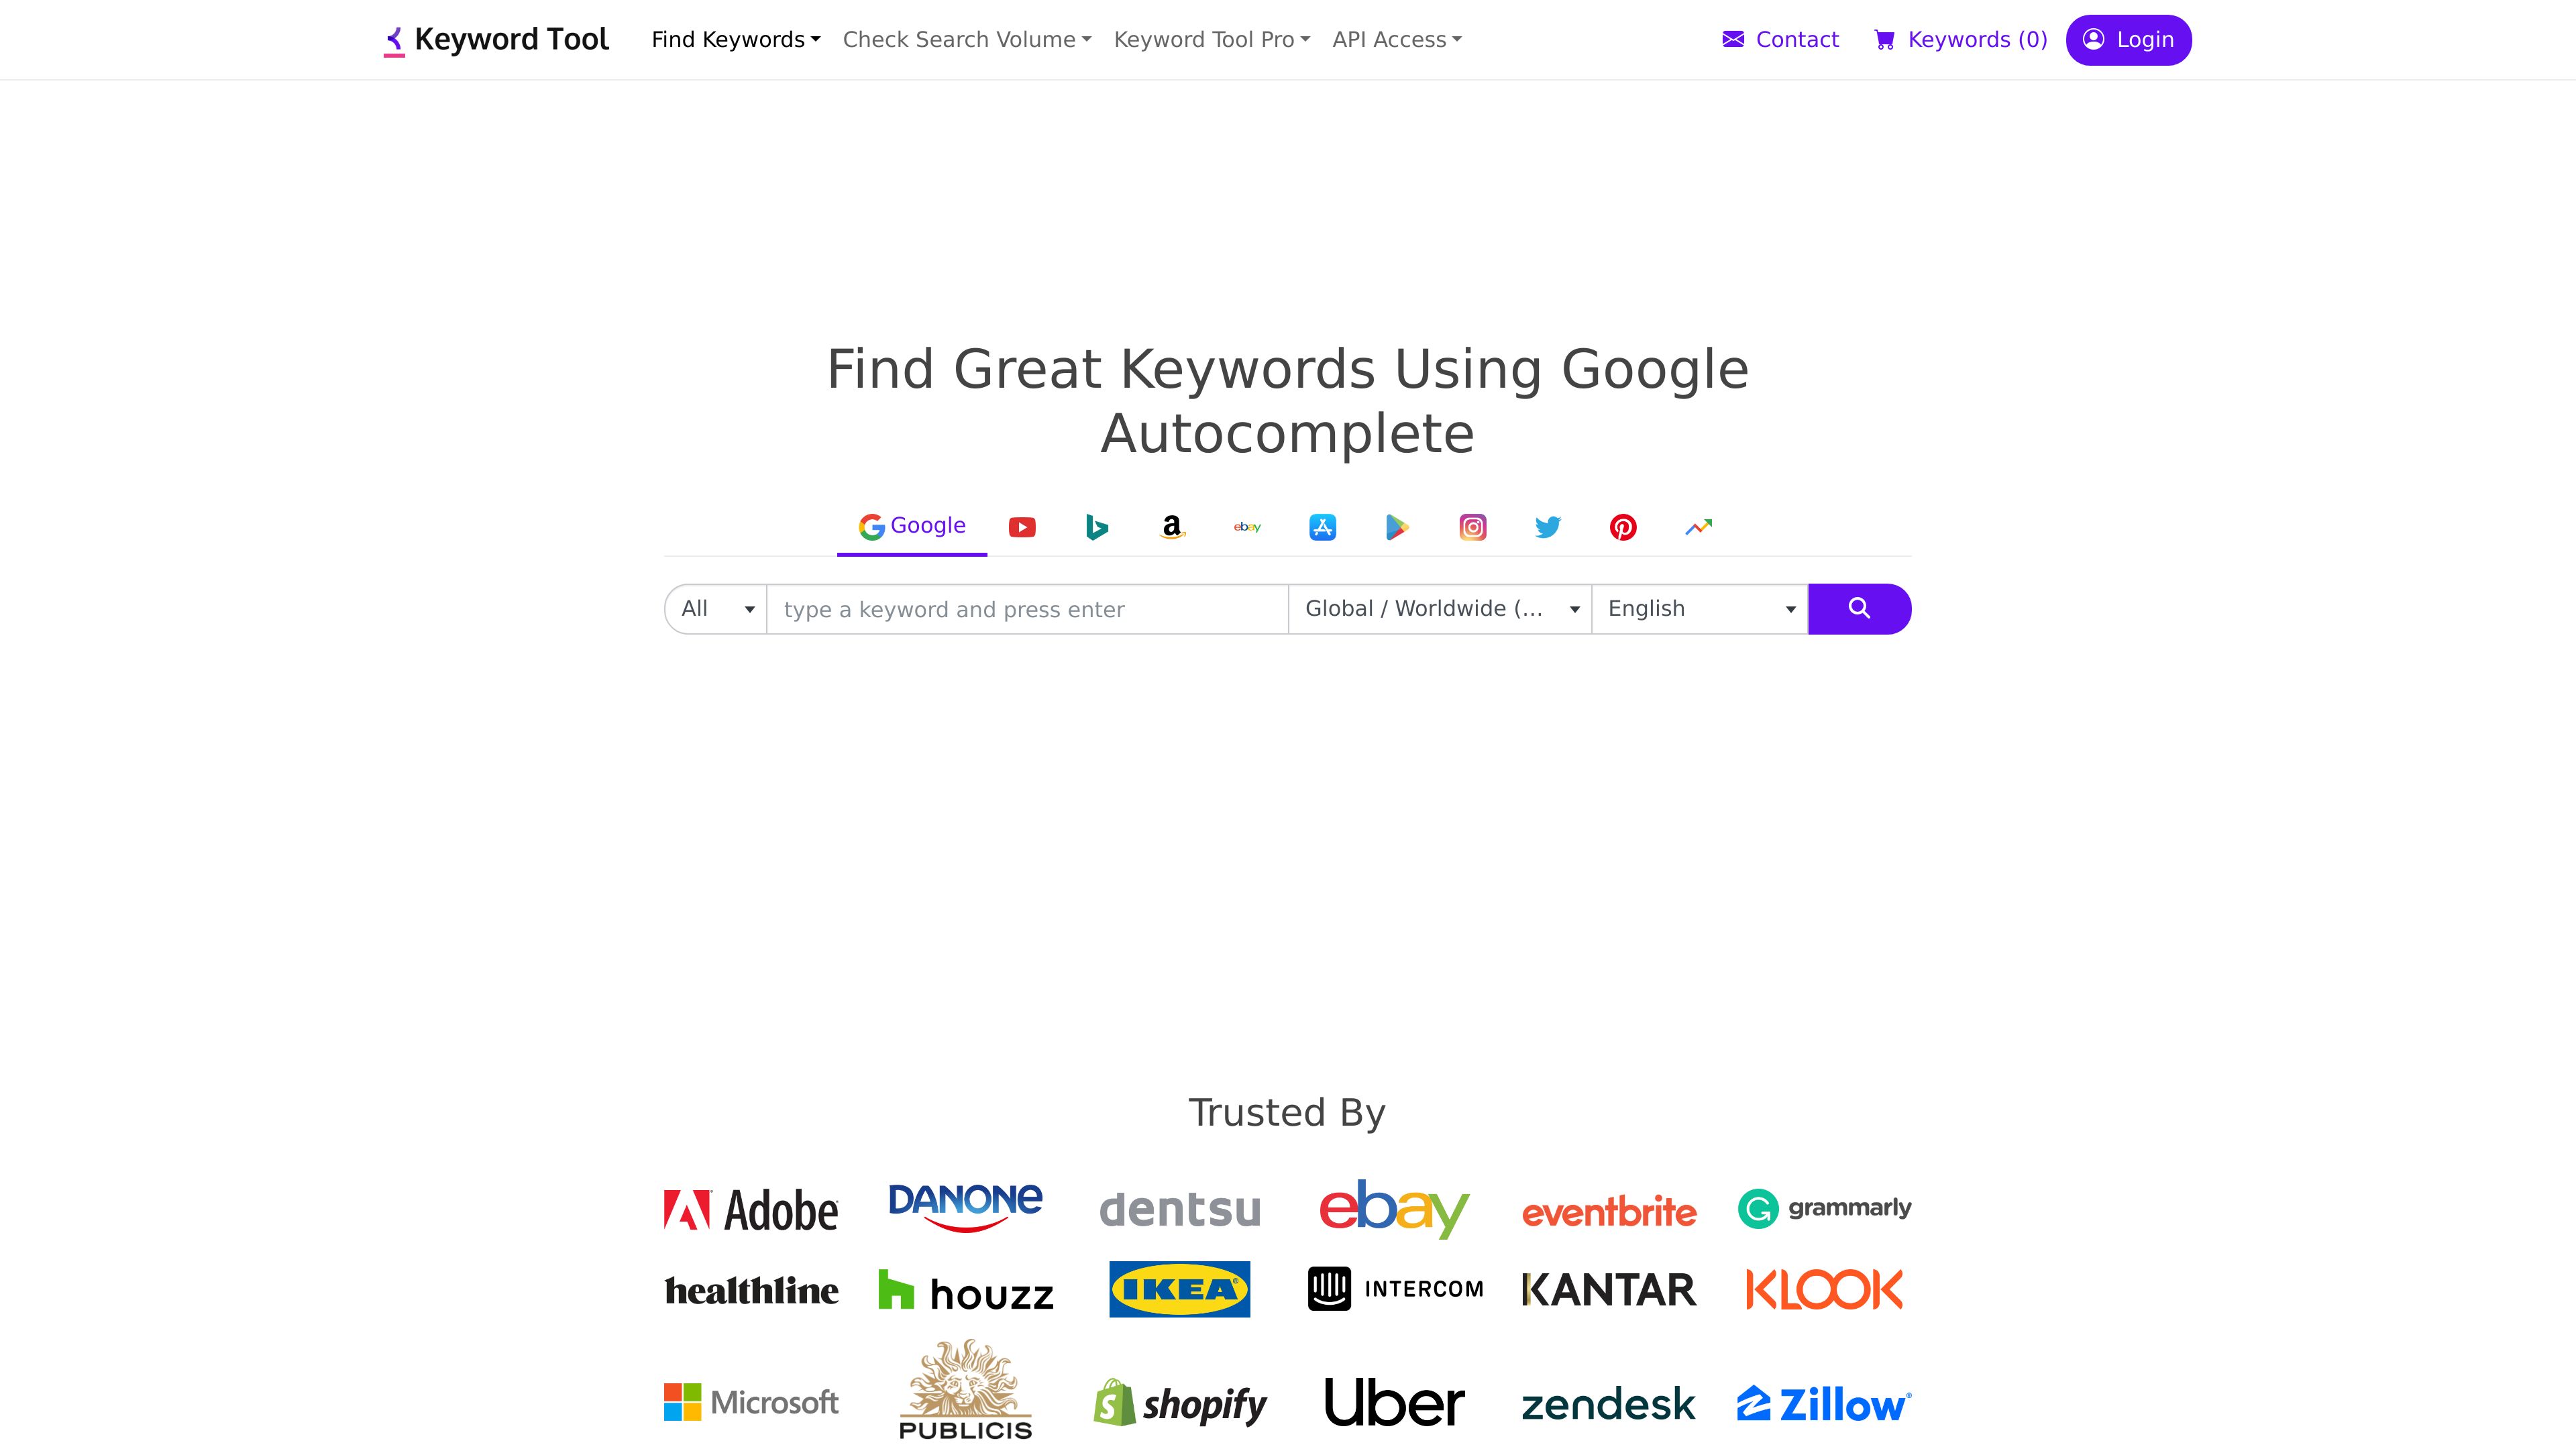 Keyword Tool Find Keywords Check Search Volume Keyword Tool Pro API Access Contact Keywords (0) Login
Find Great Keywords Using Google
Autocomplete
Google a ebay
All type a keyword and press enter Global / Worldwide (... English
Trusted By
Adobe DANONE dentsu ebay eventbrite grammarly
healthline houzz IKEA INTERCOM KANTAR KLOOK
Microsoft PUBLICIS shopify Uber zendesk Zillow